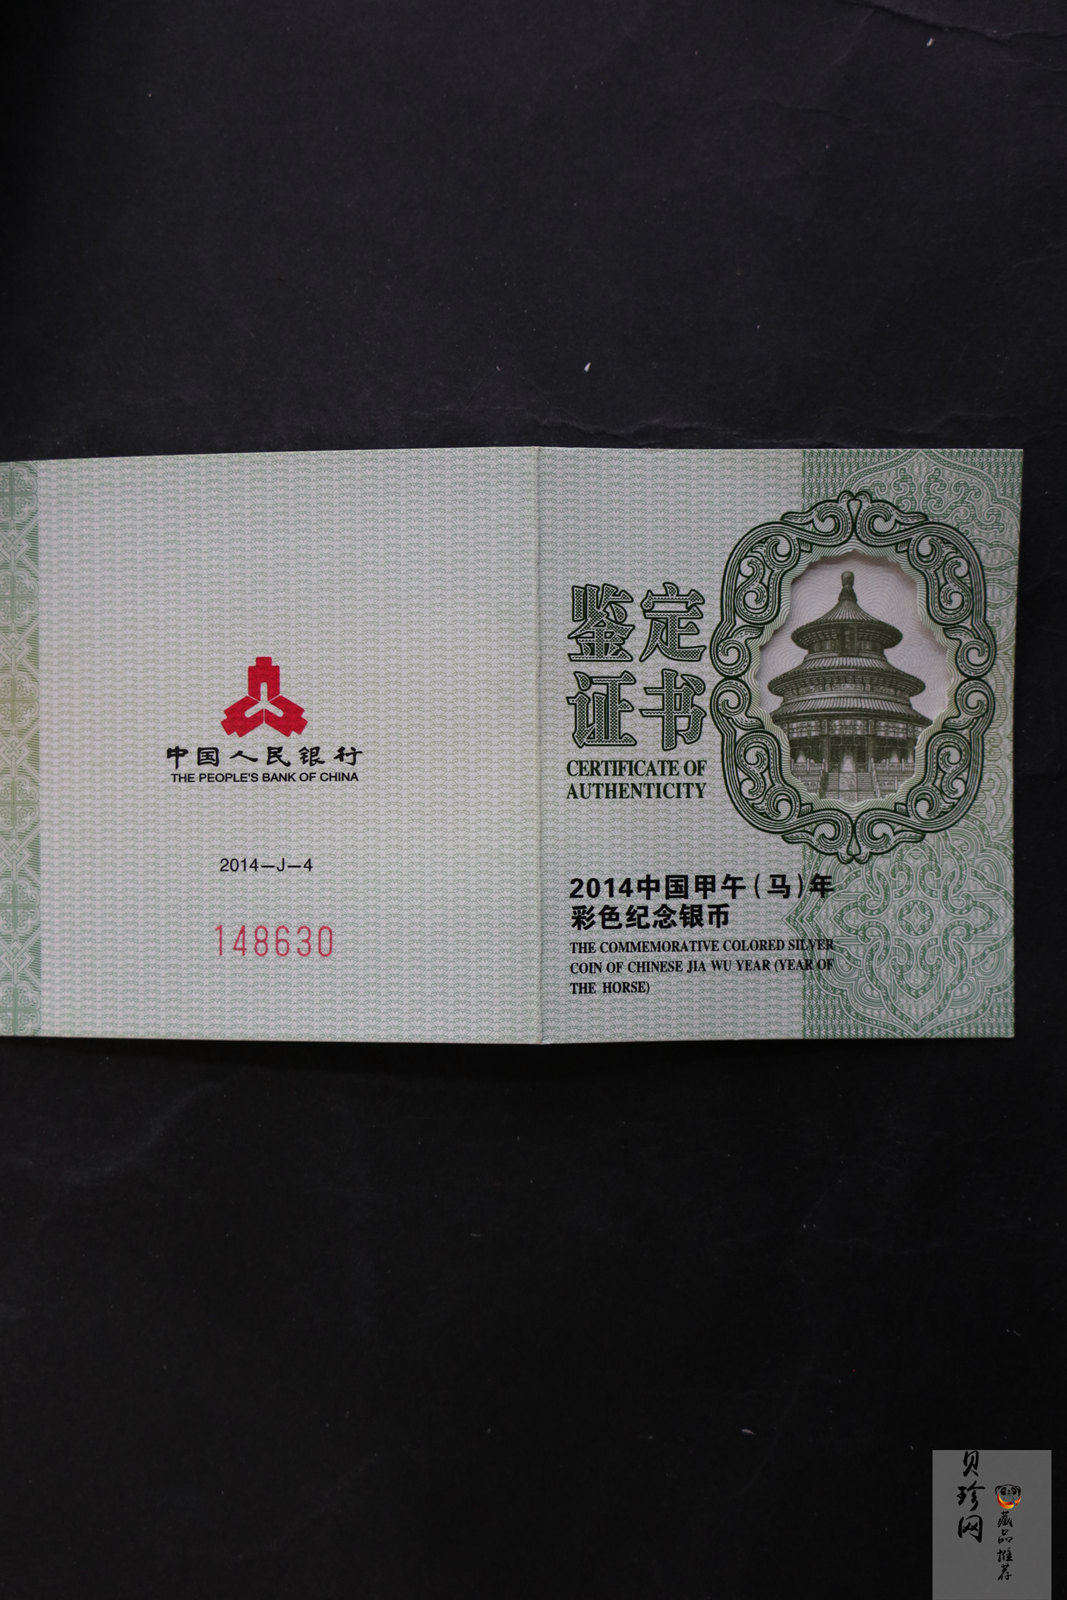 中国人民银行
THE PEOPLE'S BANK OF CHINA
2014—J—4
148630
鉴定
证书
CERTIFICATE OF
AUTHENTICITY
2014中国甲午(马)年
彩色纪念银币
THE COMMEMORATIVE COLORED SILVER
COIN OF CHINESE JIA WU YEAR (YEAR OF
THE HORSE)
贝珍网
藏品推荐